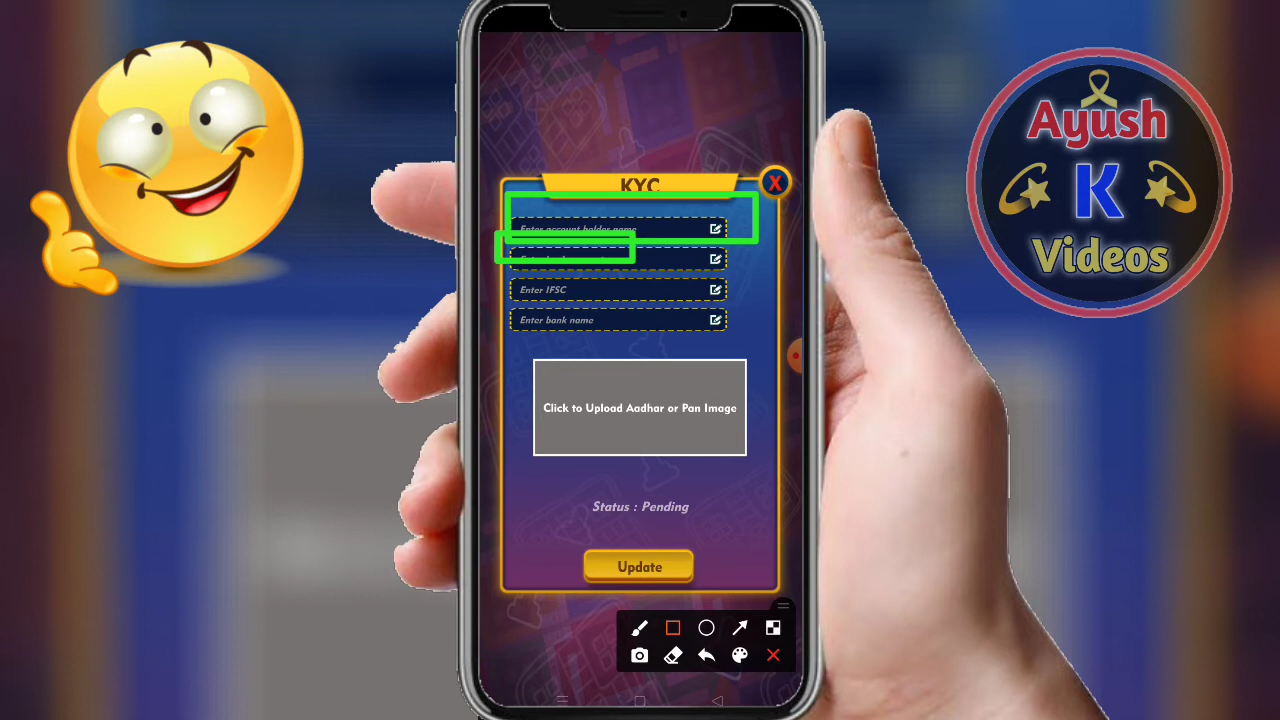 KYC
X
Enter account holder name
Enter IFSC
Enter bank name
Click to Upload Aadhar or Pan Image
Status : Pending
Update
Ayush
K
Videos